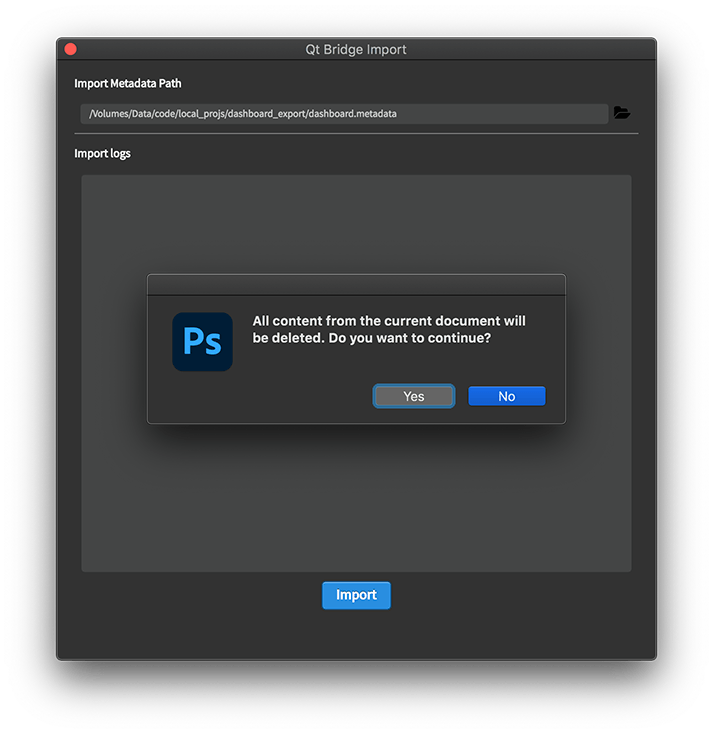 Qt Bridge Import
Import Metadata Path
/Volumes/Data/code/local_projs/dashboard_export/dashboard.metadata
Import logs
Ps
All content from the current document will
be deleted. Do you want to continue?
Yes
No
Import